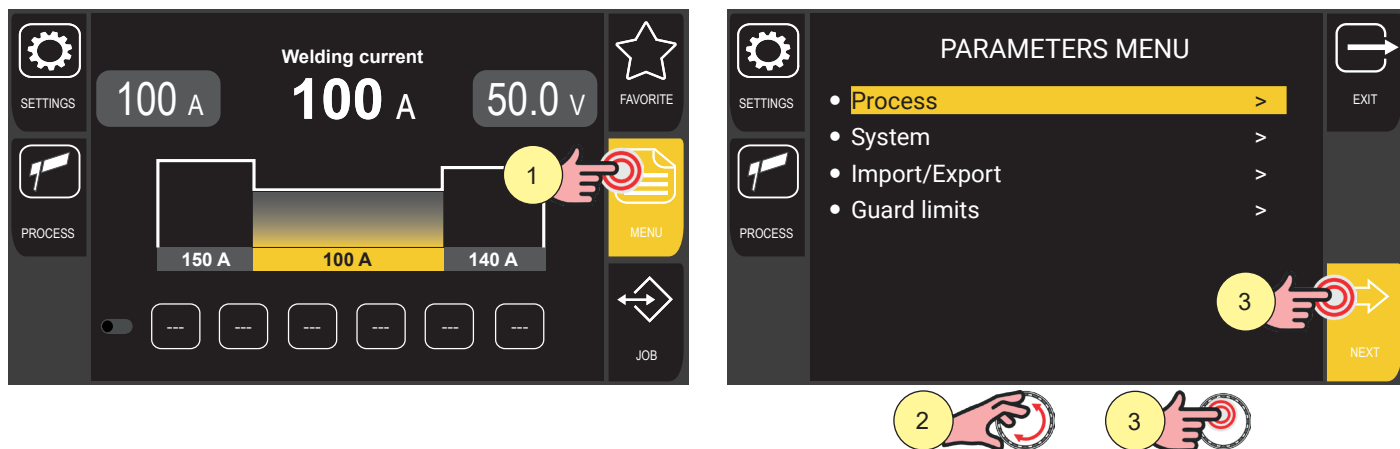 SETTINGS
Welding current
100 A
100 A
50.0 V
FAVORITE
1
PROCESS
MENU
150 A
100 A
140 A
---
---
---
---
---
---
JOB
PARAMETERS MENU
SETTINGS
EXIT
• Process >
• System >
• Import/Export >
• Guard limits >
PROCESS
3
NEXT
2
3